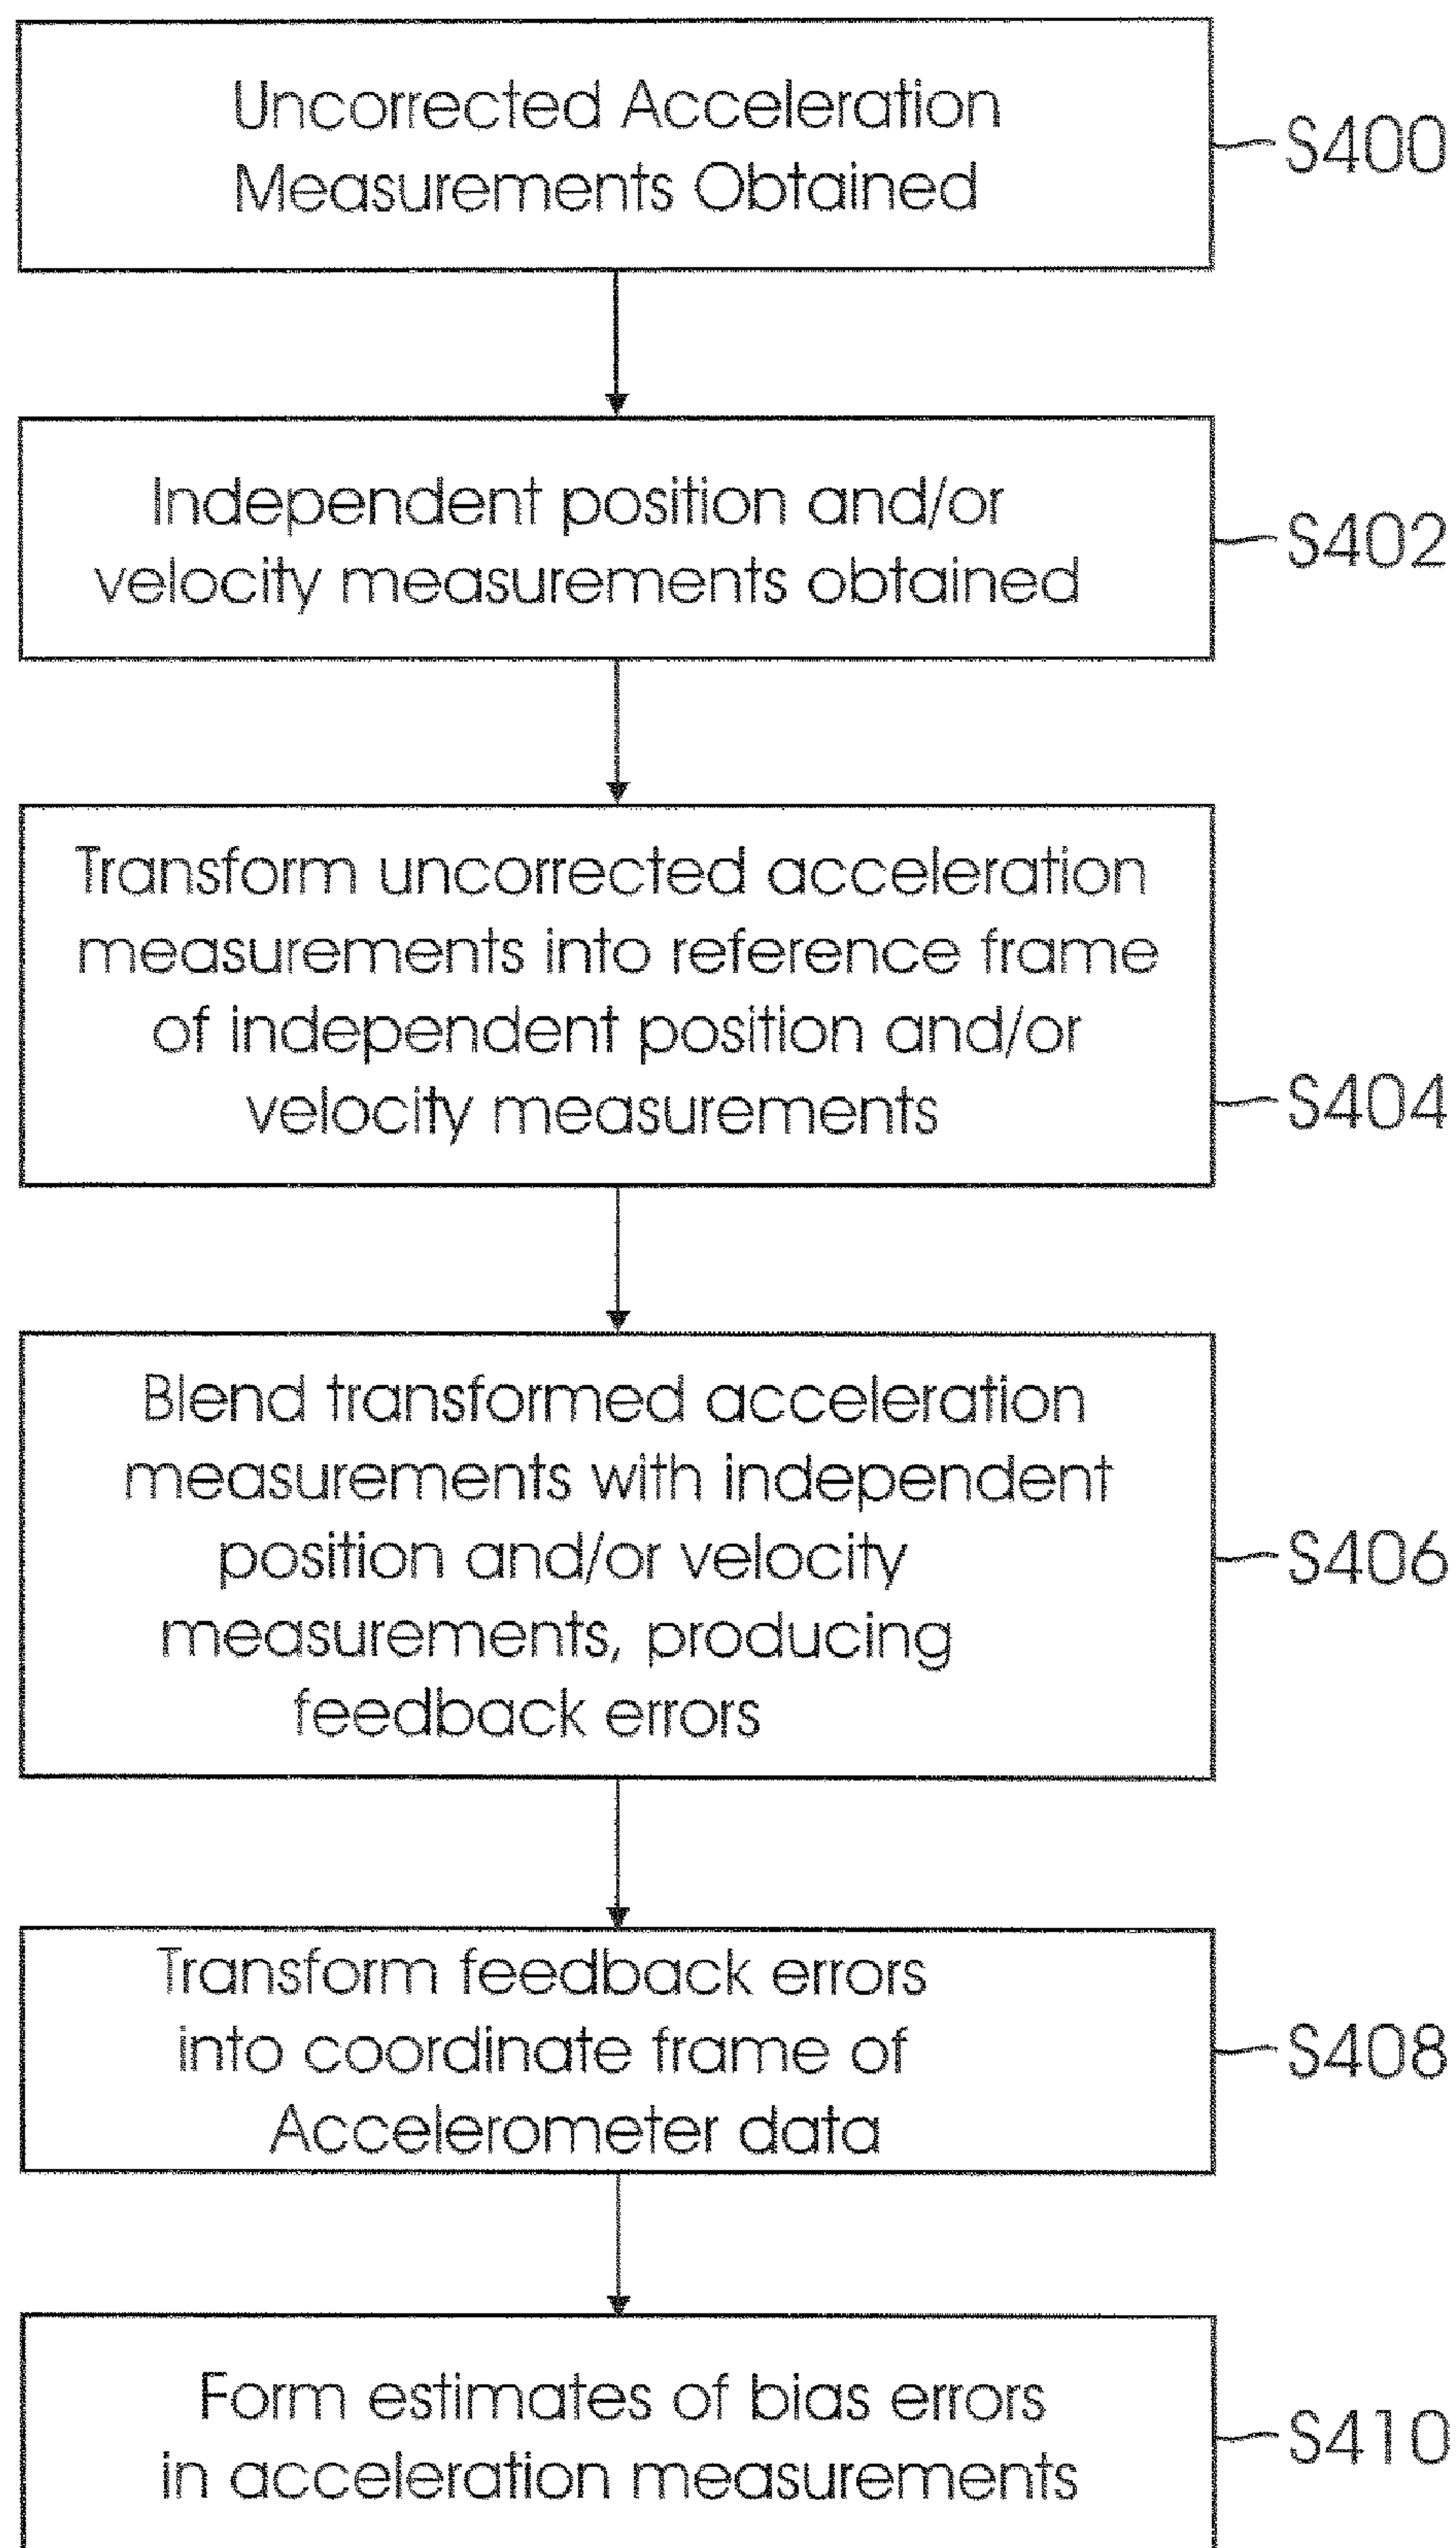 Uncorrected Acceleration
Measurements Obtained
S400
Independent position and/or
velocity measurements obtained
S402
Transform uncorrected acceleration
measurements into reference frame
of independent position and/or
velocity measurements
S404
Blend transformed acceleration
measurements with independent
position and/or velocity
measurements, producing
feedback errors
S406
Transform feedback errors
into coordinate frame of
Accelerometer data
S408
Form estimates of bias errors
in acceleration measurements
S410